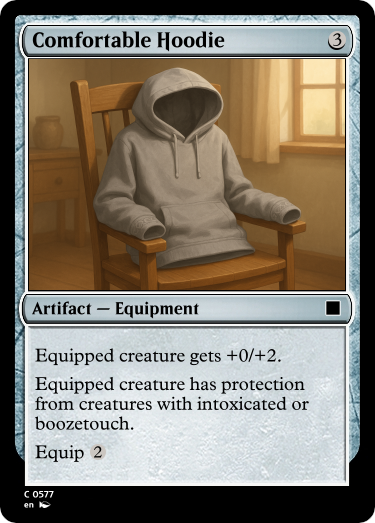 Comfortable Hoodie 3
Artifact — Equipment
Equipped creature gets +0/+2.
Equipped creature has protection
from creatures with intoxicated or
boozetouch.
Equip 2
C 0577
en